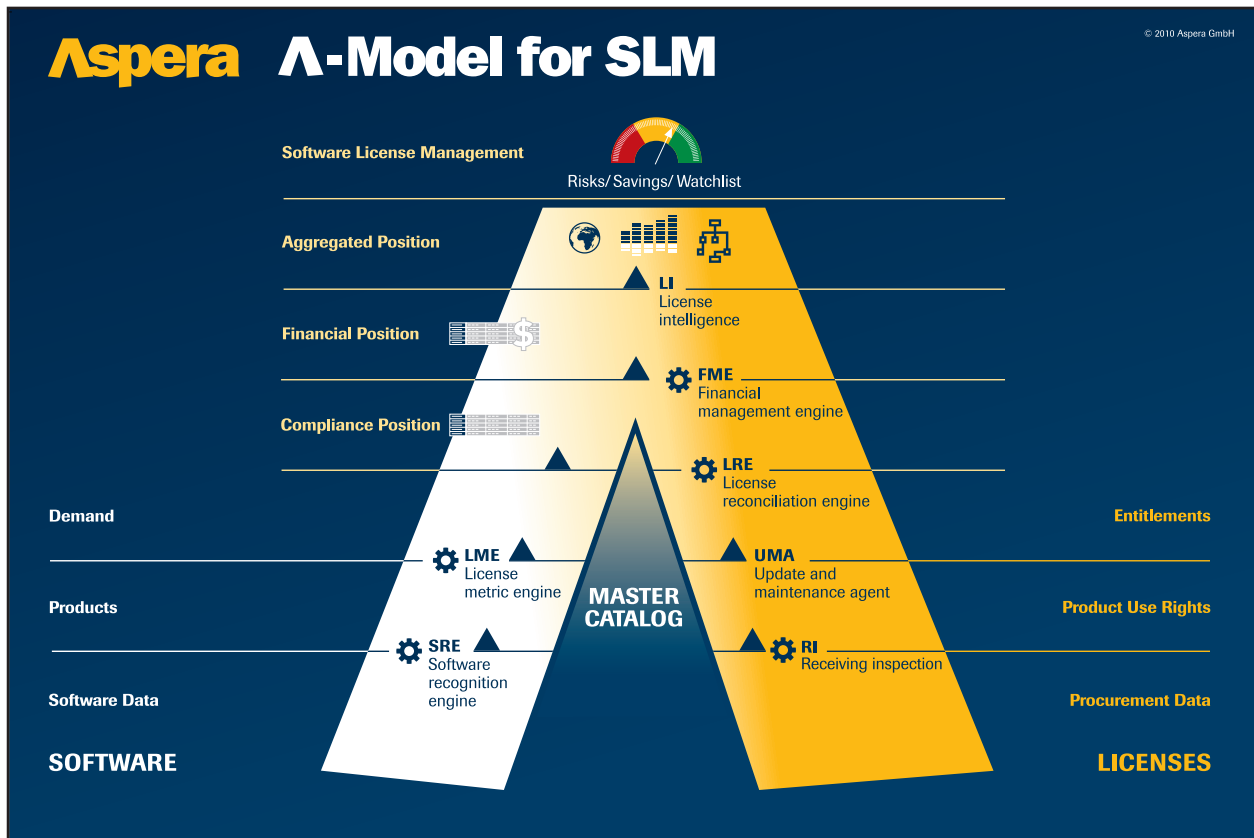 Aspera Λ-Model for SLM
© 2010 Aspera GmbH
Software License Management
Risks/Savings/Watchlist
Aggregated Position
LI
License
intelligence
Financial Position
$
FME
Financial
management engine
Compliance Position
LRE
License
reconciliation engine
Demand
Entitlements
LME
License
metric engine
UMA
Update and
maintenance agent
MASTER
CATALOG
Products
Product Use Rights
SRE
Software
recognition
engine
RI
Receiving inspection
Software Data
Procurement Data
SOFTWARE
LICENSES